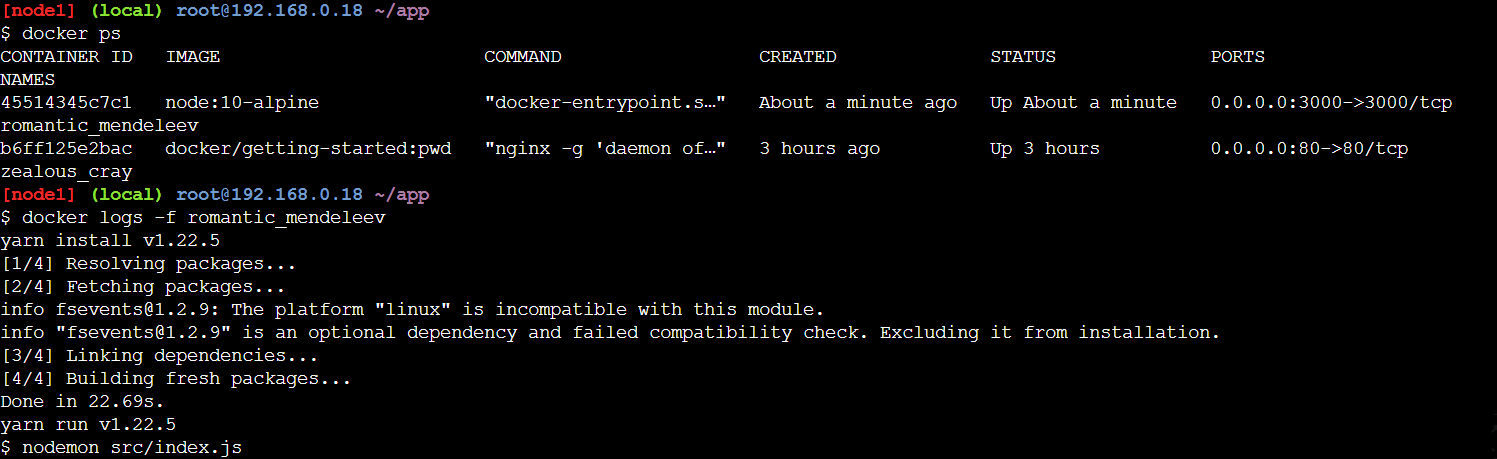 [node1] (local) root@192.168.0.18 ~/app
$ docker ps
CONTAINER ID   IMAGE                        COMMAND                  CREATED              STATUS              PORTS
NAMES
45514345c7c1   node:10-alpine               "docker-entrypoint.s…"   About a minute ago   Up About a minute   0.0.0.0:3000->3000/tcp
romantic_mendeleev
b6ff125e2bac   docker/getting-started:pwd   "nginx -g 'daemon of…"   3 hours ago          Up 3 hours          0.0.0.0:80->80/tcp
zealous_cray
[node1] (local) root@192.168.0.18 ~/app
$ docker logs -f romantic_mendeleev
yarn install v1.22.5
[1/4] Resolving packages...
[2/4] Fetching packages...
info fsevents@1.2.9: The platform "linux" is incompatible with this module.
info "fsevents@1.2.9" is an optional dependency and failed compatibility check. Excluding it from installation.
[3/4] Linking dependencies...
[4/4] Building fresh packages...
Done in 22.69s.
yarn run v1.22.5
$ nodemon src/index.js